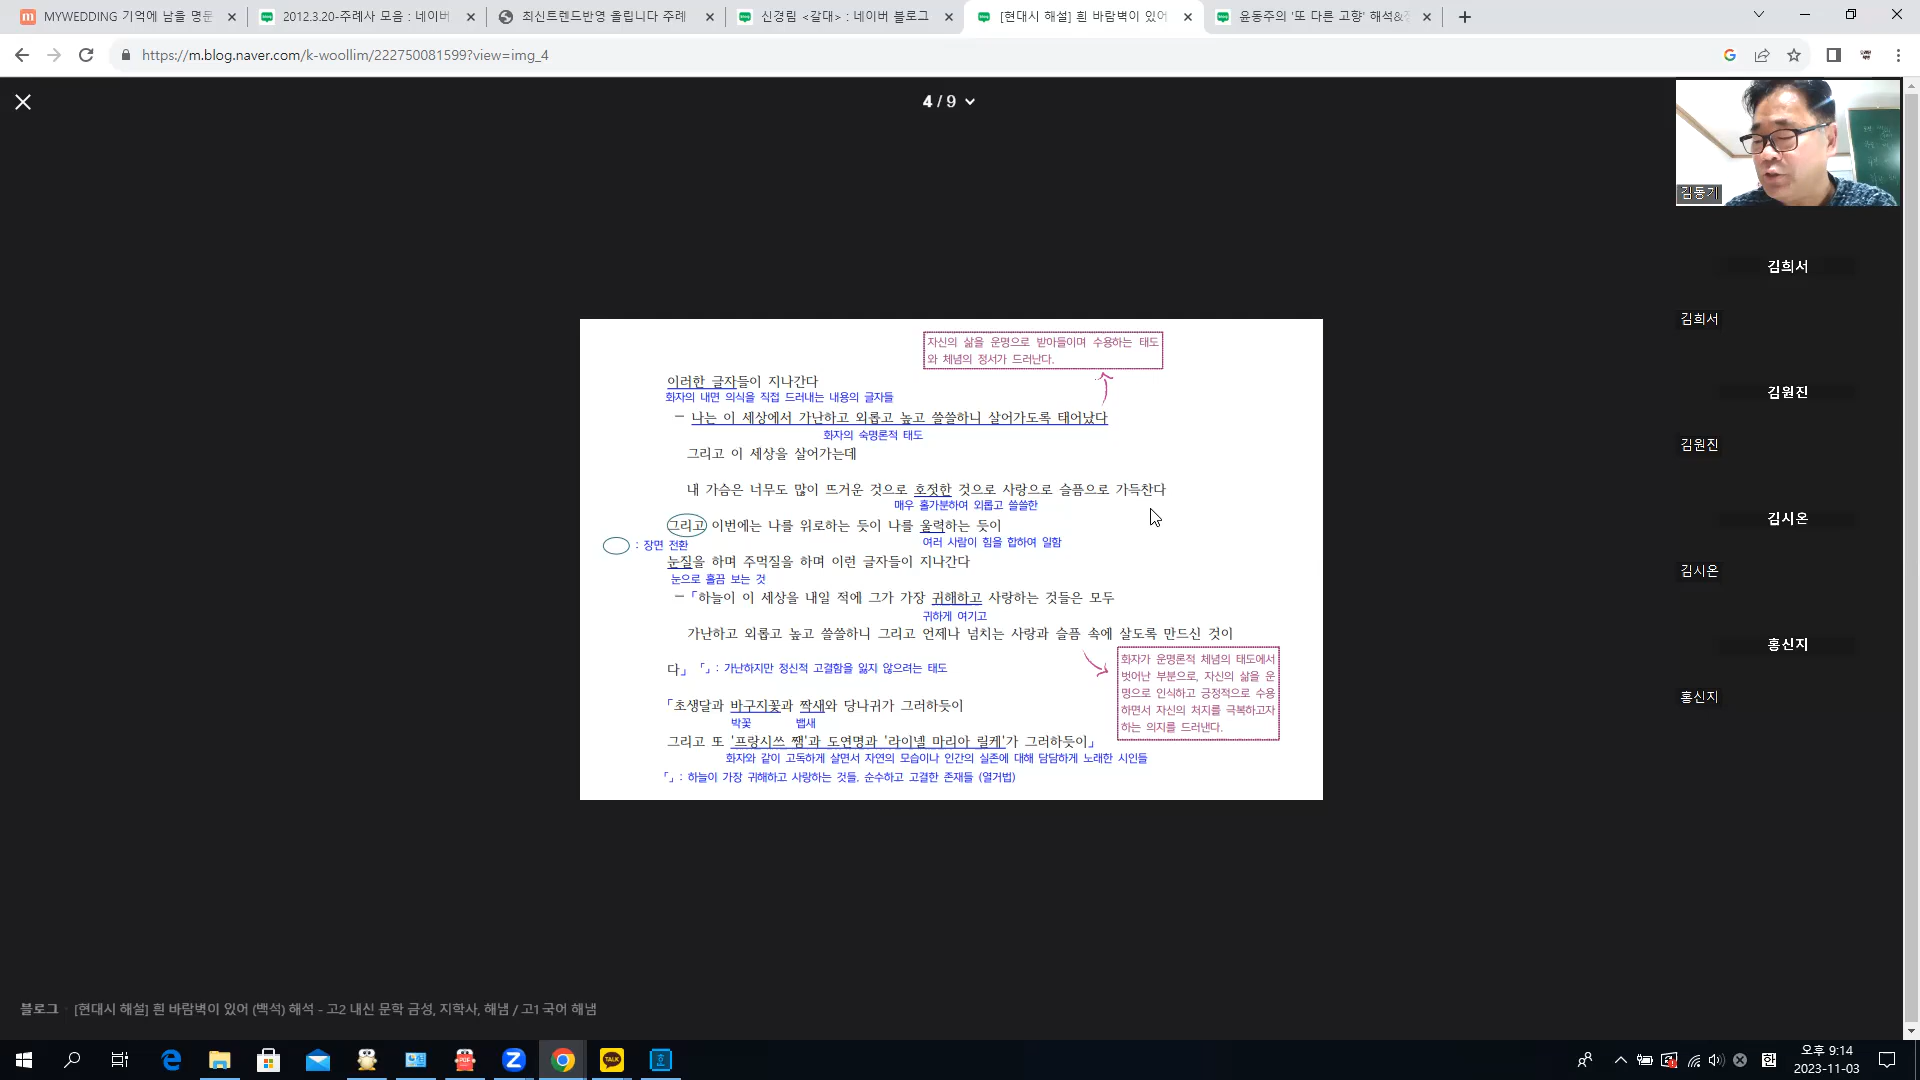 MYWEDDING 기억에 남을 명문
2012.3.20-주례사 모음 : 네이버
최신트렌드반영 올립니다 주례
신경림 <갈대> : 네이버 블로그
[현대시 해설] 흰 바람벽이 있어
윤동주의 '또 다른 고향' 해석&정
https://m.blog.naver.com/k-woollim/222750081599?view=img_4
4 / 9
김동기
김희서
김희서
김원진
김원진
김시온
김시온
홍신지
홍신지
자신의 삶을 운명으로 받아들이며 수용하는 태도
와 체념의 정서가 드러난다.
이러한 글자들이 지나간다
화자의 내면 의식을 직접 드러내는 내용의 글자들
─ 나는 이 세상에서 가난하고 외롭고 높고 쓸쓸하니 살어가도록 태어났다
화자의 숙명론적 태도
그리고 이 세상을 살어가는데
내 가슴은 너무도 많이 뜨거운 것으로 호젓한 것으로 사랑으로 슬픔으로 가득찬다
매우 홀가분하여 외롭고 쓸쓸한
그리고 이번에는 나를 위로하는 듯이 나를 울력하는 듯이
: 장면 전환
여러 사람이 힘을 합하여 일함
눈질을 하며 주먹질을 하며 이런 글자들이 지나간다
눈으로 흘끔 보는 것
─「하늘이 이 세상을 내일 적에 그가 가장 귀해하고 사랑하는 것들은 모두
귀하게 여기고
가난하고 외롭고 높고 쓸쓸하니 그리고 언제나 넘치는 사랑과 슬픔 속에 살도록 만드신 것이
다」 「」: 가난하지만 정신적 고결함을 잃지 않으려는 태도
화자가 운명론적 체념의 태도에서
벗어난 부분으로, 자신의 삶을 운
명으로 인식하고 긍정적으로 수용
하면서 자신의 처지를 극복하고자
하는 의지를 드러낸다.
「초생달과 바구지꽃과 짝새와 당나귀가 그러하듯이
박꽃 뱁새
그리고 또 '프랑시쓰 쨈'과 도연명과 '라이넬 마리아 릴케'가 그러하듯이」
화자와 같이 고독하게 살면서 자연의 모습이나 인간의 실존에 대해 담담하게 노래한 시인들
「」: 하늘이 가장 귀해하고 사랑하는 것들. 순수하고 고결한 존재들 (열거법)
블로그 [현대시 해설] 흰 바람벽이 있어 (백석) 해석 - 고2 내신 문학 금성, 지학사, 해냄 / 고1 국어 해냄
TALK
한
오후 9:14
2023-11-03